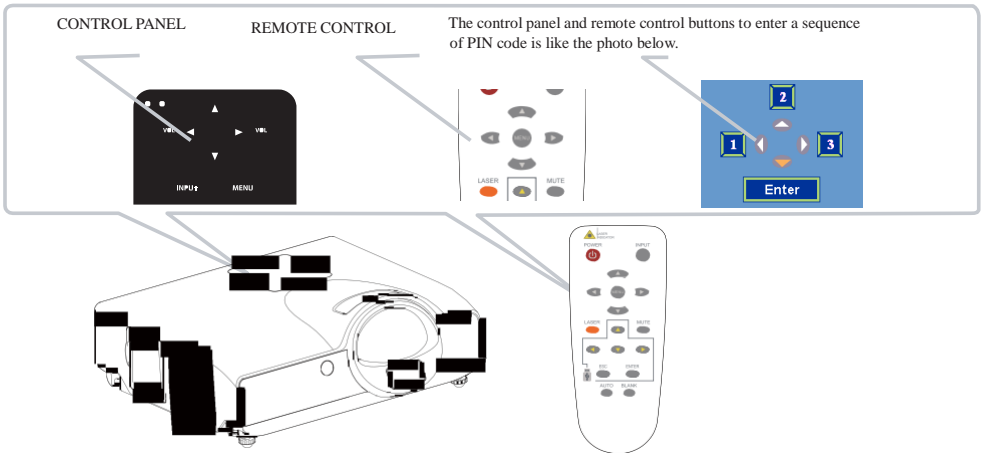 CONTROL PANEL
REMOTE CONTROL
The control panel and remote control buttons to enter a sequence
of PIN code is like the photo below.
VOL
INPUT
MENU
MENU
LASER
MUTE
2
1
3
Enter
POWER
INPUT
MENU
LASER
MUTE
ESC
ENTER
AUTO
BLANK